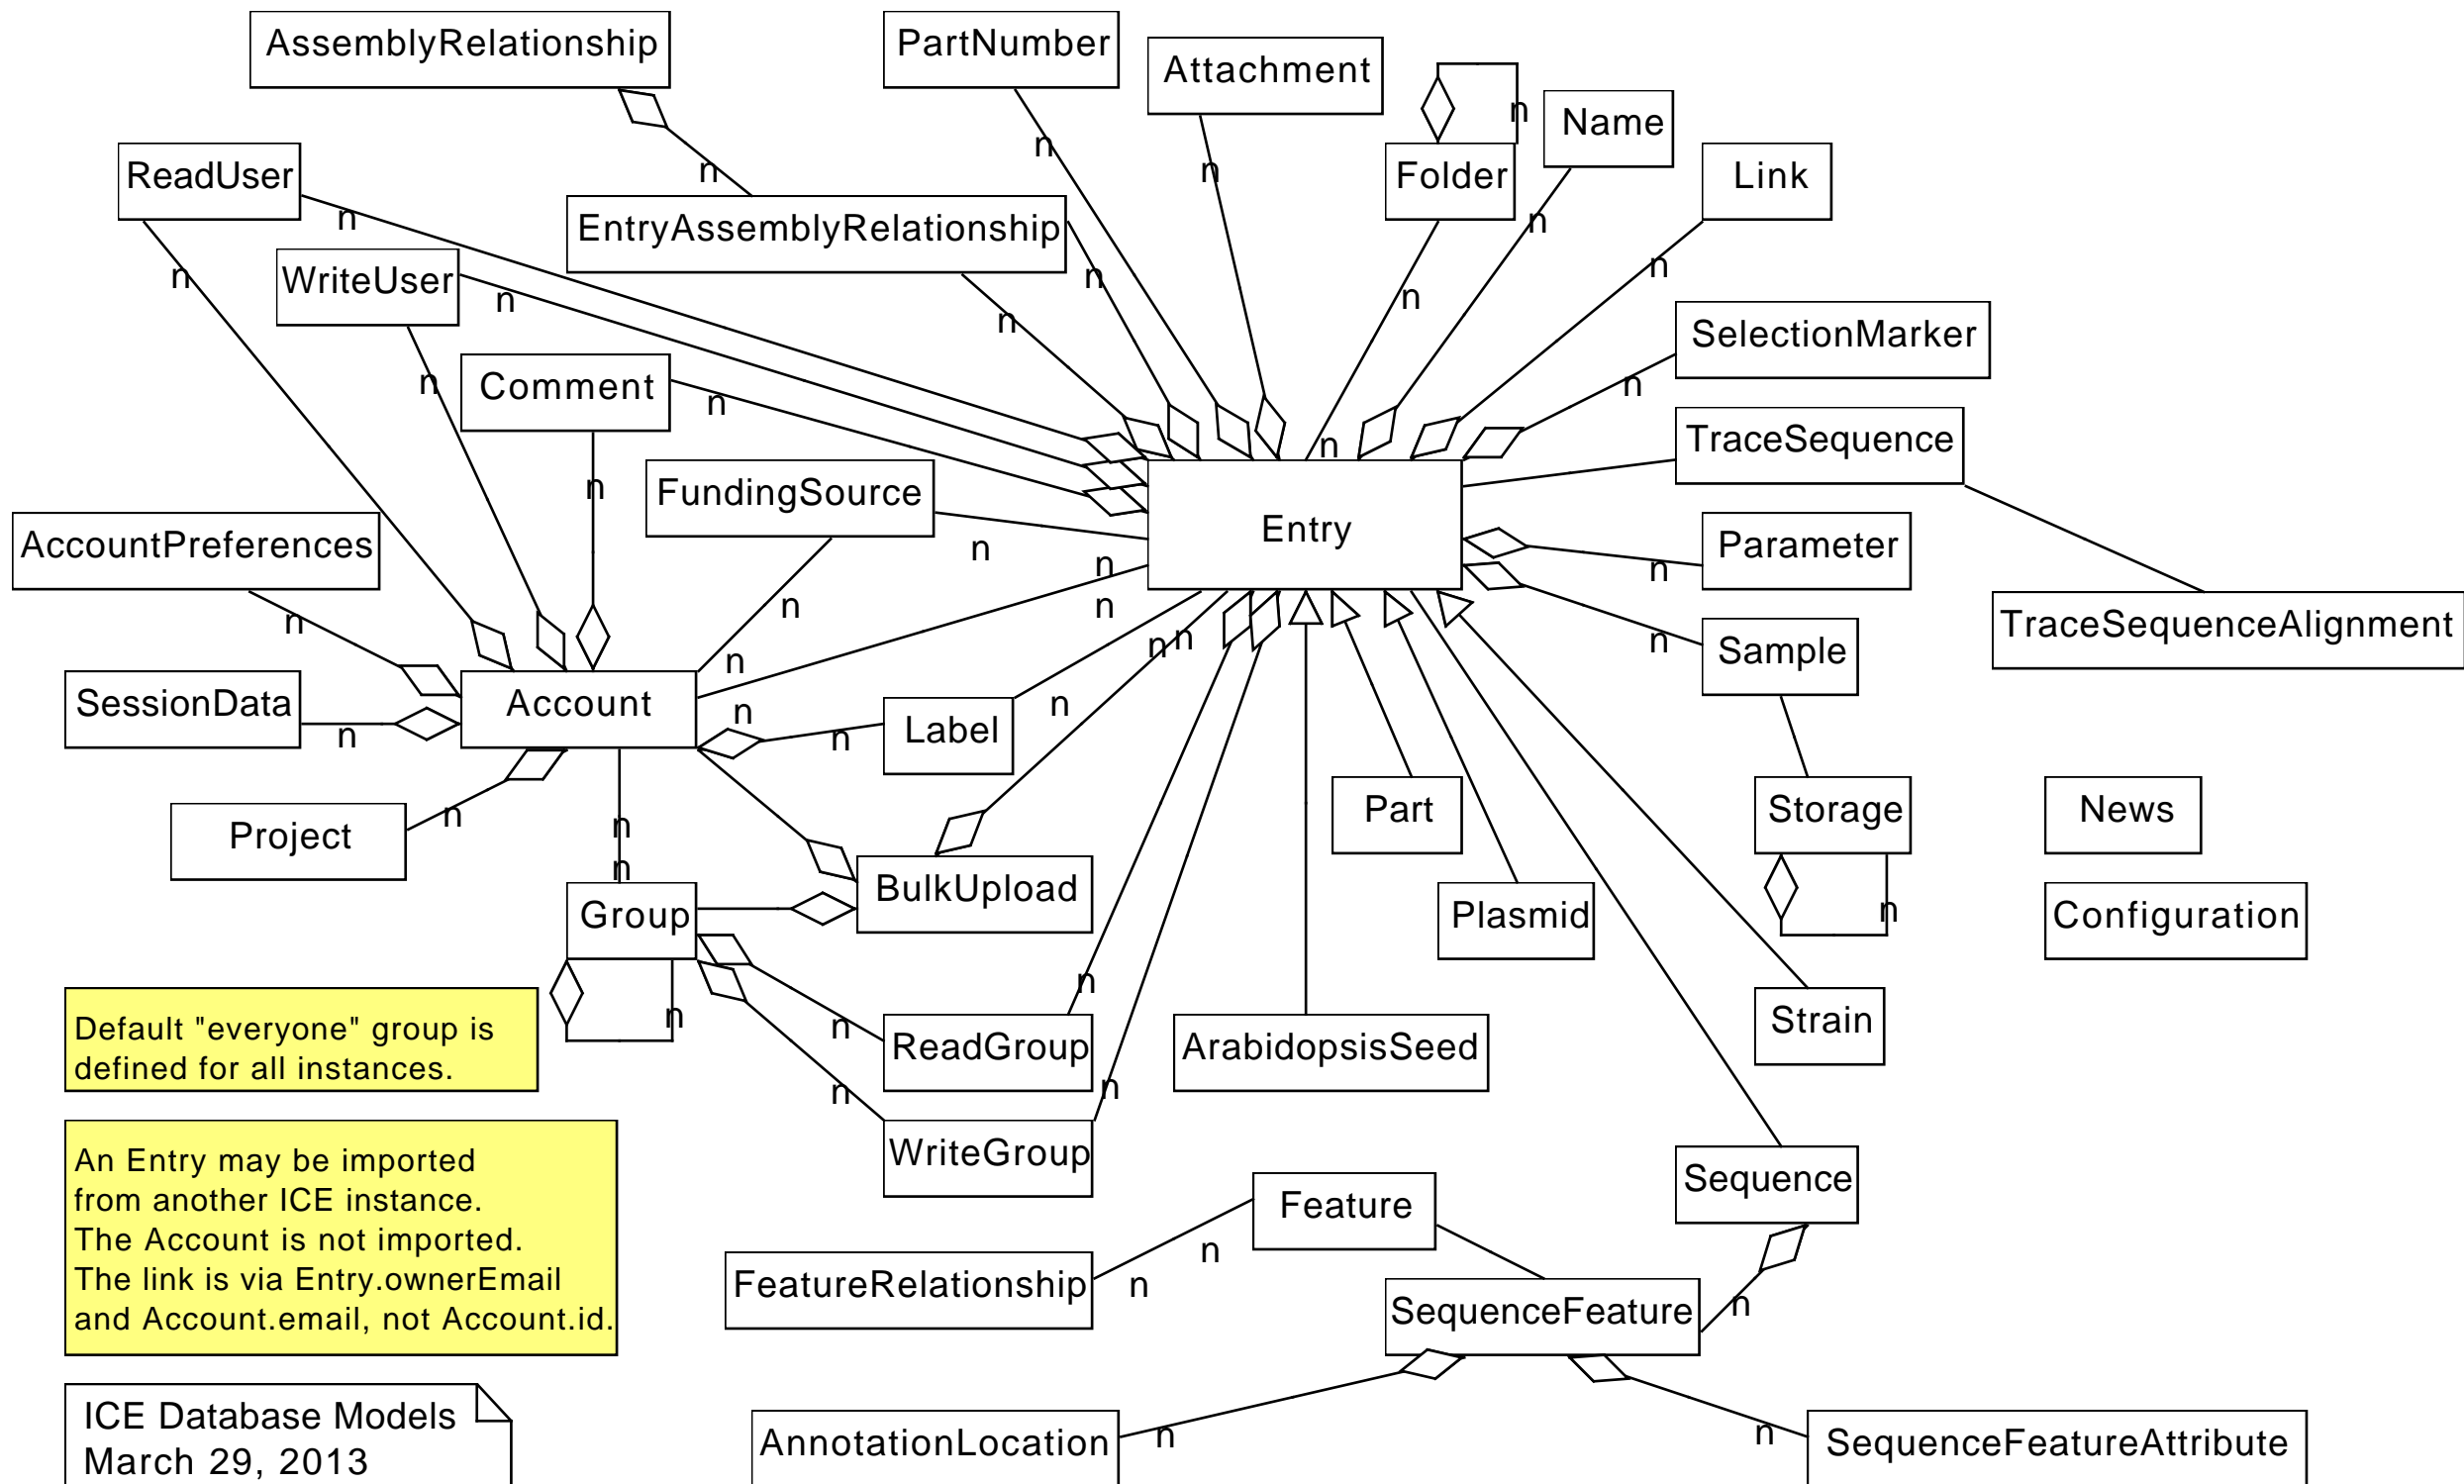 AssemblyRelationship
PartNumber
Attachment
n
Name
n
ReadUser
n
n
Folder
Link
n
EntryAssemblyRelationship
n
n
n
WriteUser
n
n
n
n
n
SelectionMarker
n
n
Comment
n
n
TraceSequence
n
n
FundingSource
Entry
AccountPreferences
n
n
n
Parameter
n
n
n
TraceSequenceAlignment
n
n
n
n
n
Sample
SessionData
Account
n
n
Label
n
n
n
Project
n
n
Part
Storage
News
n
BulkUpload
n
Group
Plasmid
Configuration
n
n
n
Default "everyone" group is
defined for all instances.
n
ReadGroup
ArabidopsisSeed
Strain
n
n
An Entry may be imported
from another ICE instance.
The Account is not imported.
The link is via Entry.ownerEmail
and Account.email, not Account.id.
WriteGroup
Sequence
Feature
n
FeatureRelationship
n
SequenceFeature
n
ICE Database Models
March 29, 2013
AnnotationLocation
n
n
SequenceFeatureAttribute